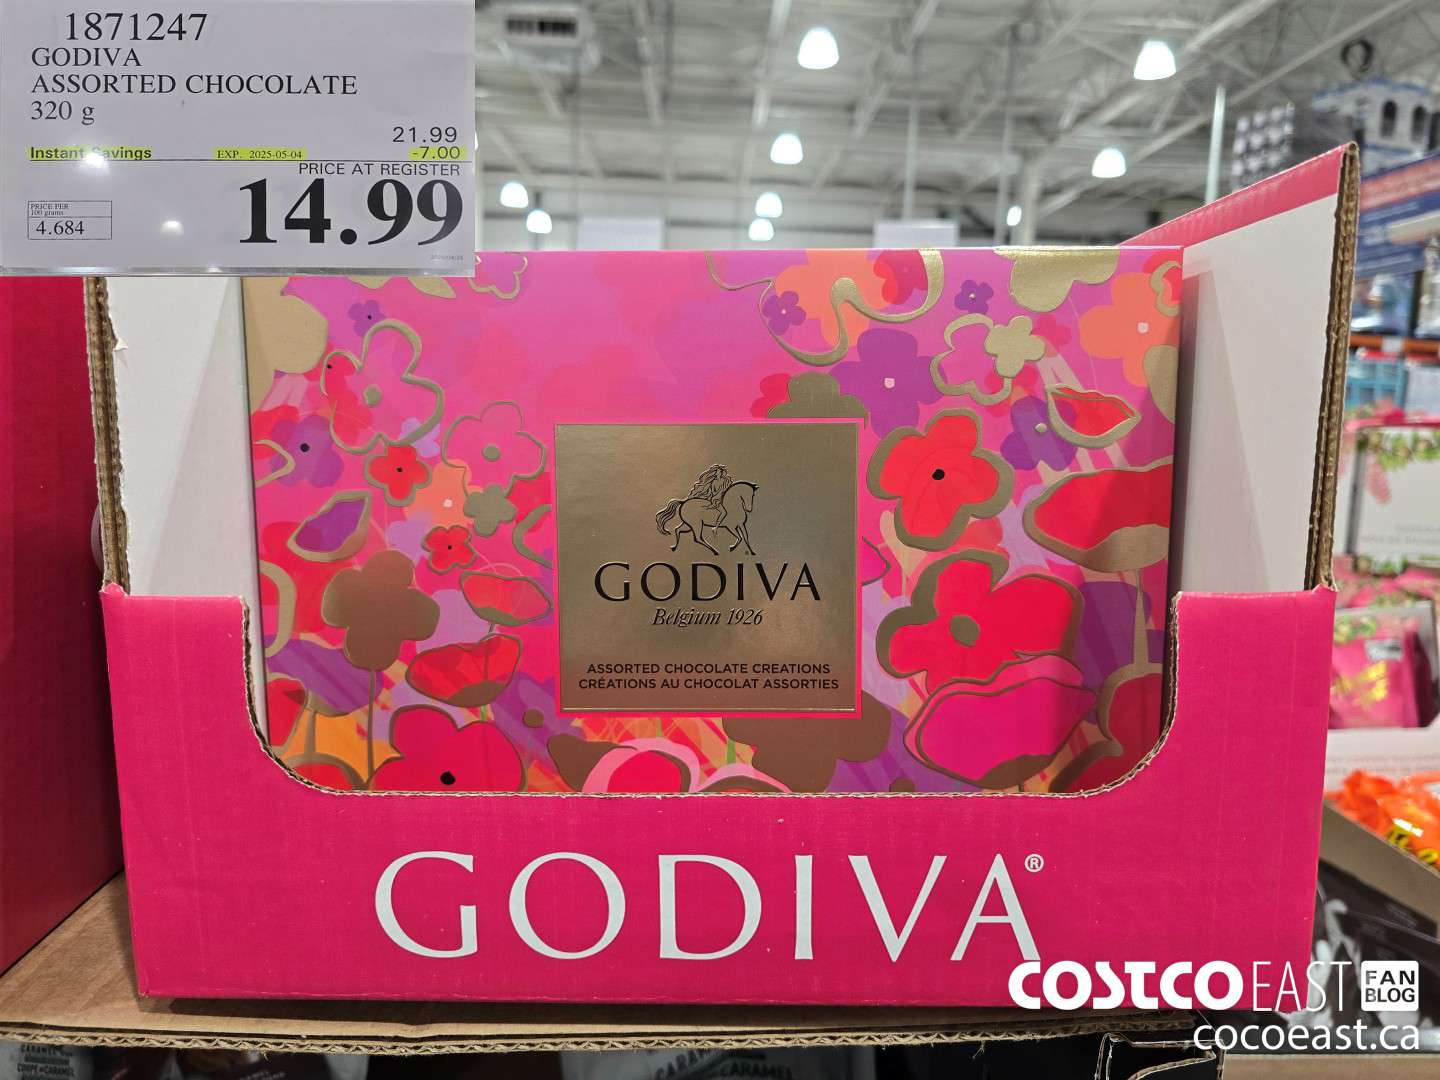 1871247
GODIVA
ASSORTED CHOCOLATE
320 g
21.99
Instant Savings EXP. 2025-05-04 -7.00
PRICE AT REGISTER
14.99
PRICE PER
100 grams
4.684
GODIVA
Belgium 1926
ASSORTED CHOCOLATE CREATIONS
CRÉATIONS AU CHOCOLAT ASSORTIES
GODIVA®
COSTCO EAST FAN BLOG
cocoeast.ca